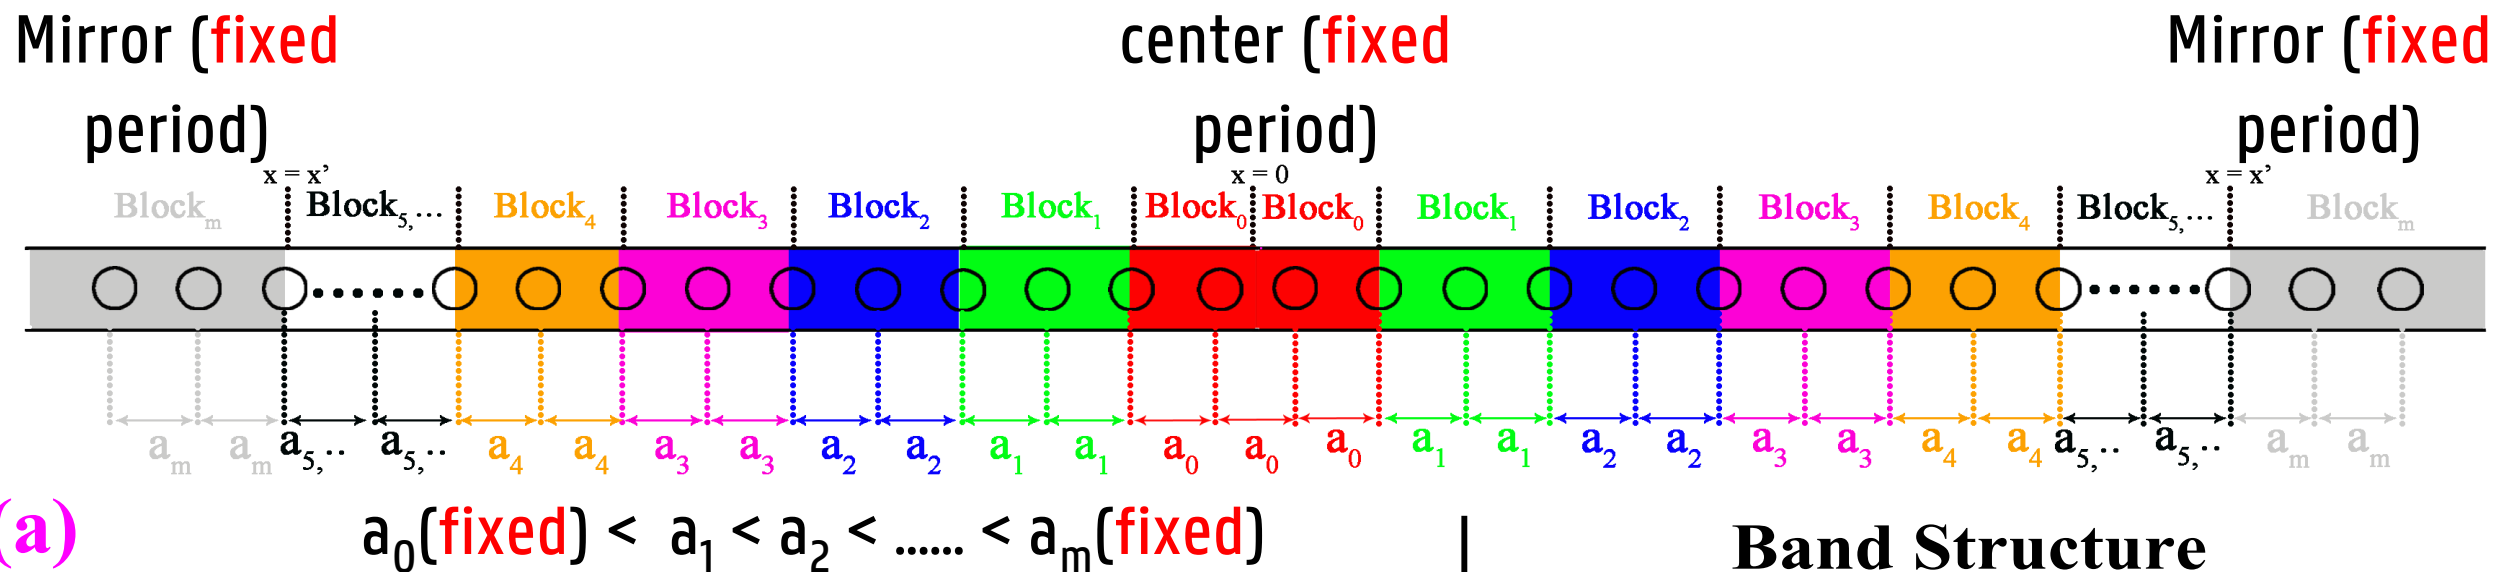 Mirror (fixed period)
center (fixed period)
Mirror (fixed period)
x = x’
x = 0
x = x’
Blockₘ Block₅,... Block₄ Block₃ Block₂ Block₁ Block₀ Block₀ Block₁ Block₂ Block₃ Block₄ Block₅,... Blockₘ
aₘ aₘ a₅,.. a₅,.. a₄ a₄ a₃ a₃ a₂ a₂ a₁ a₁ a₀ a₀ a₀ a₁ a₁ a₂ a₂ a₃ a₃ a₄ a₄ a₅,.. a₅,.. aₘ aₘ
(a)
a₀(fixed) < a₁ < a₂ < ...... < aₘ(fixed)
Band Structure